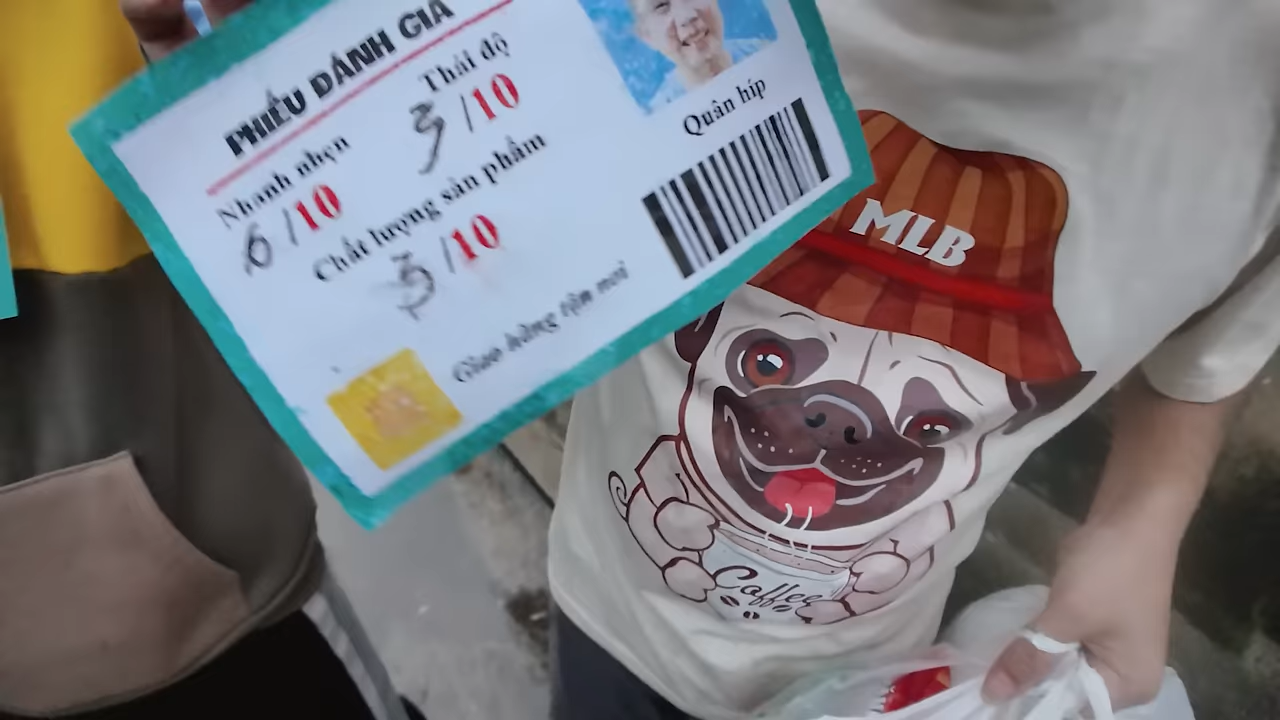 PHIẾU ĐÁNH GIÁ
Nhanh nhẹn
6/10
Thái độ
3/10
Chất lượng sản phẩm
3/10
Giao hàng tận nơi
Quân híp
MLB
Coffee